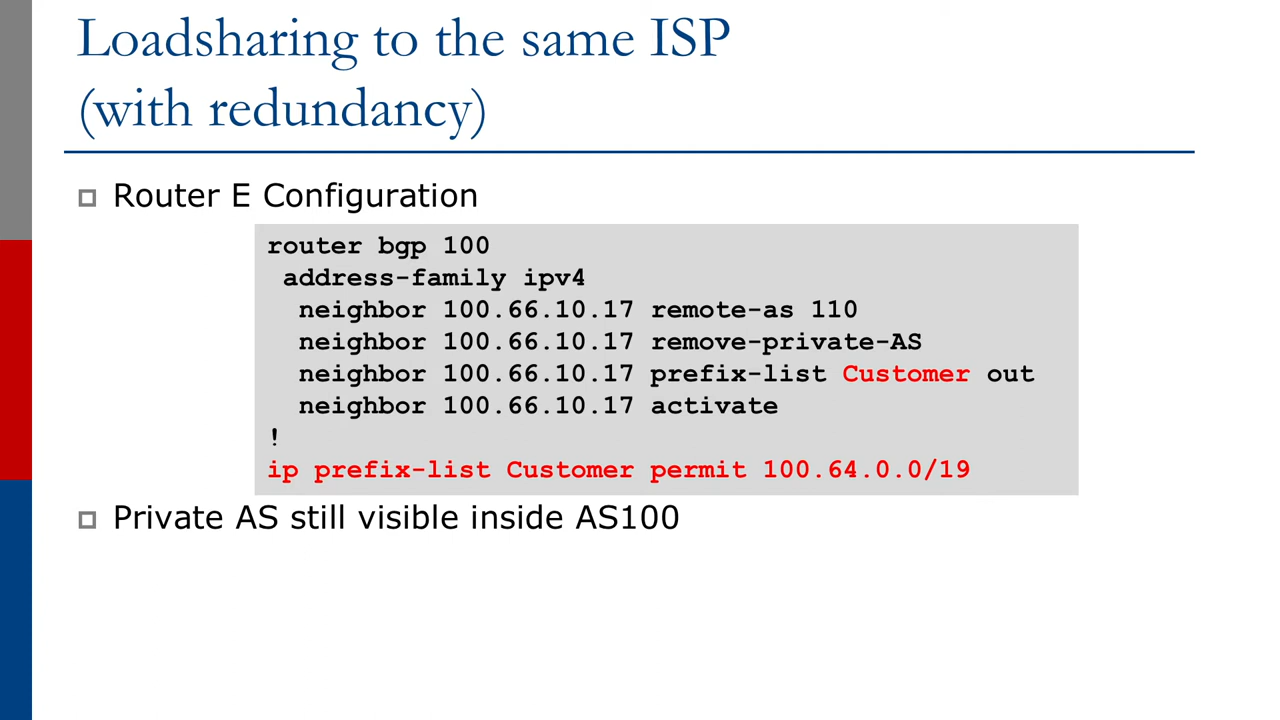 Loadsharing to the same ISP
(with redundancy)
Router E Configuration
router bgp 100
address-family ipv4
neighbor 100.66.10.17 remote-as 110
neighbor 100.66.10.17 remove-private-AS
neighbor 100.66.10.17 prefix-list Customer out
neighbor 100.66.10.17 activate
!
ip prefix-list Customer permit 100.64.0.0/19
Private AS still visible inside AS100